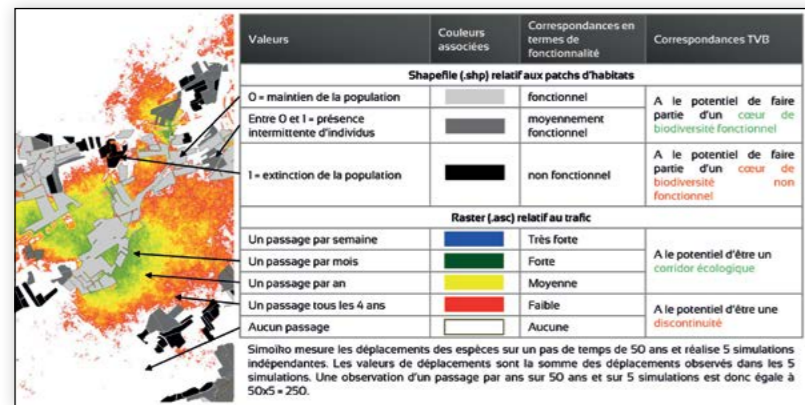 Valeurs
Couleurs
associées
Correspondances en
termes de
fonctionnalité
Correspondances TVB
Shapefile (.shp) relatif aux patchs d'habitats
0 = maintien de la population
fonctionnel
Entre 0 et 1 = présence
intermittente d'individus
moyennement
fonctionnel
A le potentiel de faire
partie d'un cœur de
biodiversité fonctionnel
1 = extinction de la population
non fonctionnel
A le potentiel de faire
partie d'un cœur de
biodiversité non
fonctionnel
Raster (.asc) relatif au trafic
Un passage par semaine
Très forte
Un passage par mois
Forte
Un passage par an
Moyenne
A le potentiel d'être un
corridor écologique
Un passage tous les 4 ans
Faible
Aucun passage
Aucune
A le potentiel d'être une
discontinuité
Simoïko mesure les déplacements des espèces sur un pas de temps de 50 ans et réalise 5 simulations
indépendantes. Les valeurs de déplacements sont la somme des déplacements observés dans les 5
simulations. Une observation d'un passage par ans sur 50 ans et sur 5 simulations est donc égale à
50x5 = 250.